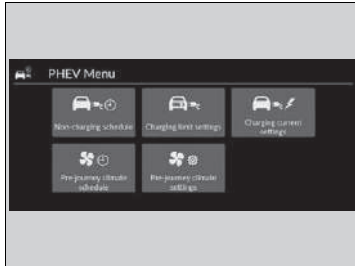 PHEV Menu
Non-charging schedule
Charging limit settings
Charging current
settings
Pre-journey climate
schedule
Pre-journey climate
settings